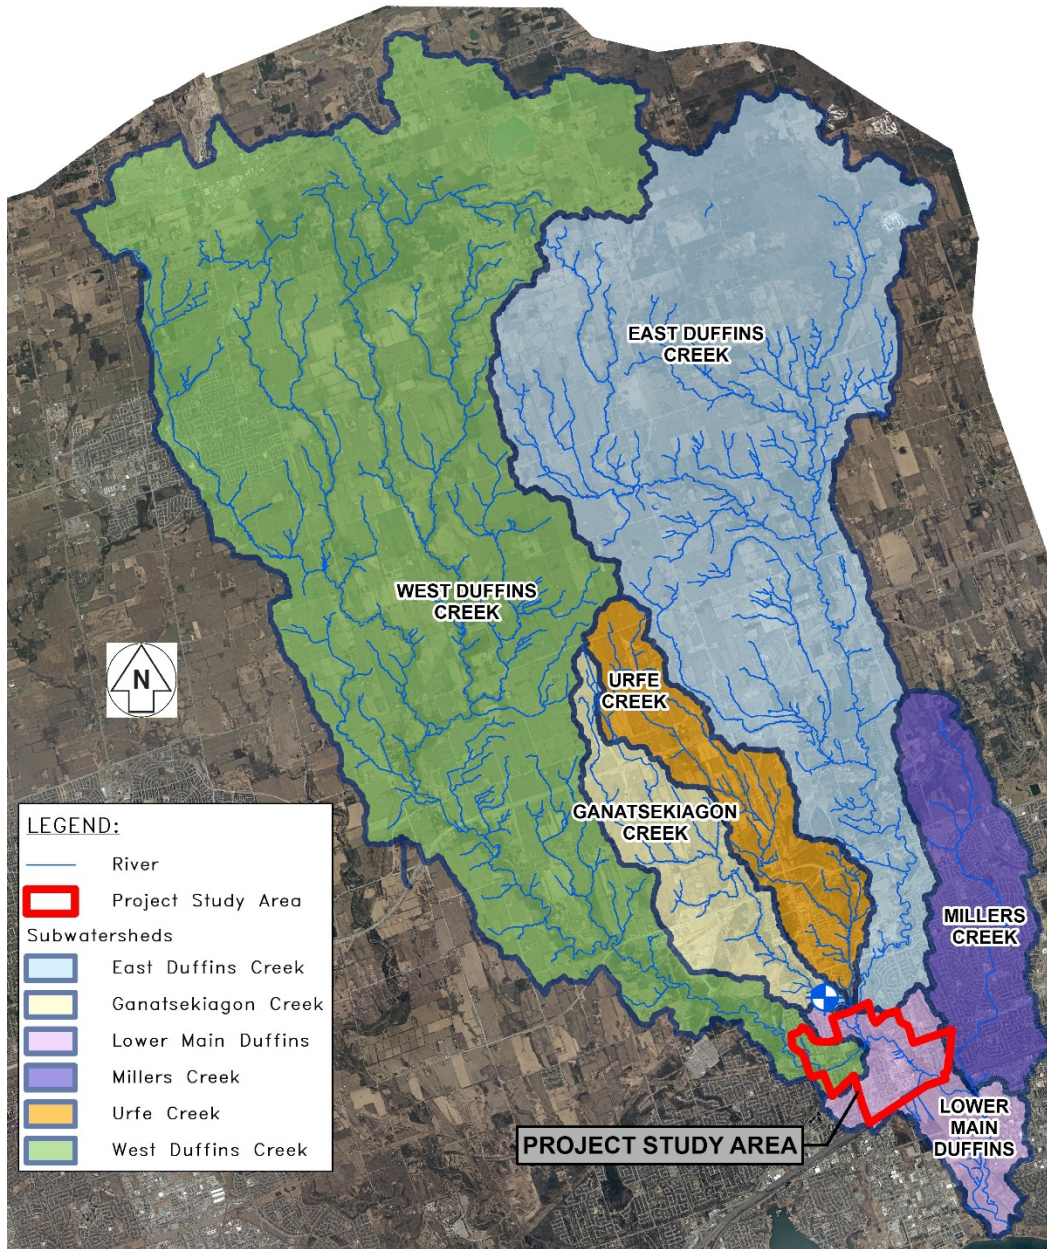 EAST DUFFINS
CREEK
WEST DUFFINS
CREEK
URFE
CREEK
N
GANATSEKIAGON
CREEK
MILLERS
CREEK
LOWER
MAIN
DUFFINS
PROJECT STUDY AREA
LEGEND:
River
Project Study Area
Subwatersheds
East Duffins Creek
Ganatsekiagon Creek
Lower Main Duffins
Millers Creek
Urfe Creek
West Duffins Creek